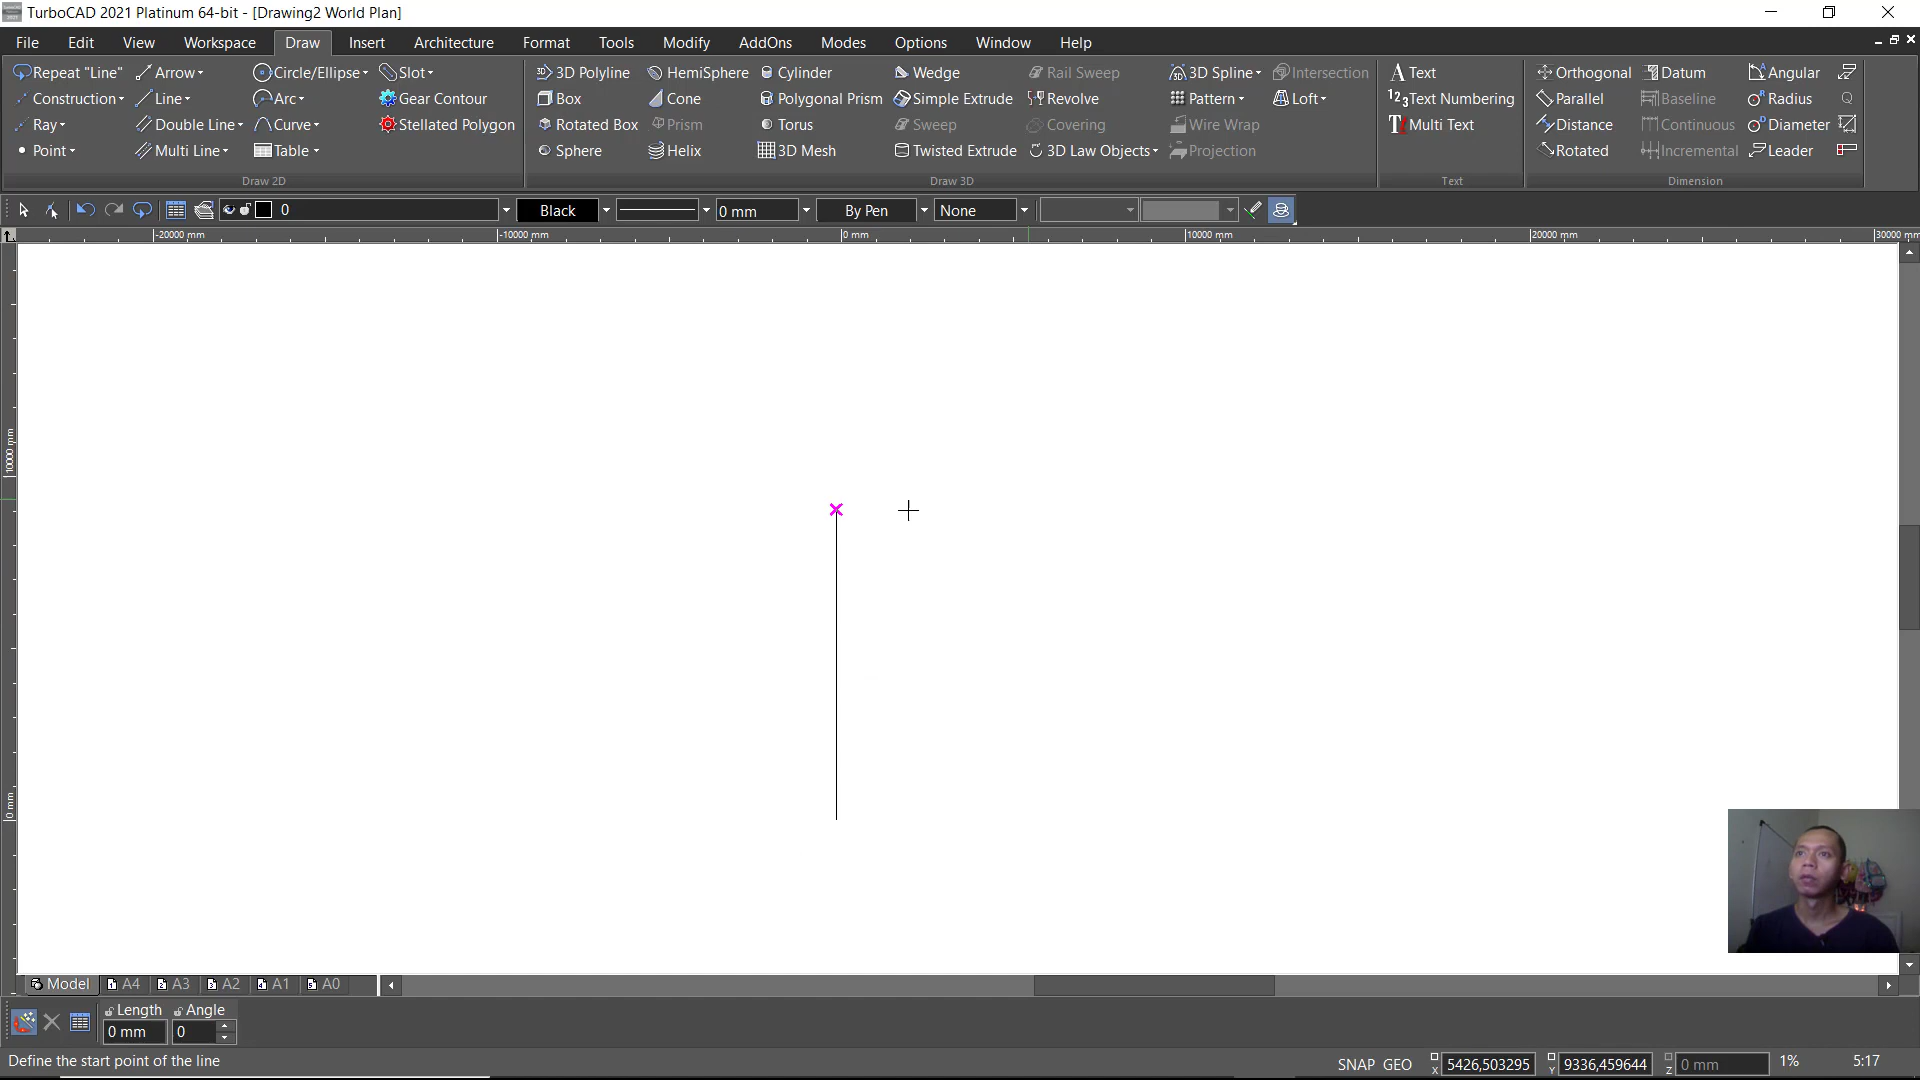 TurboCAD 2021 Platinum 64-bit - [Drawing2 World Plan]
File Edit View Workspace Draw Insert Architecture Format Tools Modify AddOns Modes Options Window Help
Repeat "Line" Arrow Circle/Ellipse Slot 3D Polyline HemiSphere Cylinder Wedge Rail Sweep 3D Spline Intersection Text Orthogonal Datum Angular
Construction Line Arc Gear Contour Box Cone Polygonal Prism Simple Extrude Revolve Pattern Loft 123Text Numbering Parallel Baseline Radius
Ray Double Line Curve Stellated Polygon Rotated Box Prism Torus Sweep Covering Wire Wrap Multi Text Distance Continuous Diameter
Point Multi Line Table Sphere Helix 3D Mesh Twisted Extrude 3D Law Objects Projection Rotated Incremental Leader
Draw 2D Draw 3D Text Dimension
0 Black 0 mm By Pen None
-20000 mm -10000 mm 0 mm 10000 mm 20000 mm 30000 mm
10000 mm
0 mm
Model A4 A3 A2 A1 A0
Length Angle
0 mm 0
Define the start point of the line SNAP GEO X 5426,503295 Y 9336,459644 Z 0 mm 1% 5:17